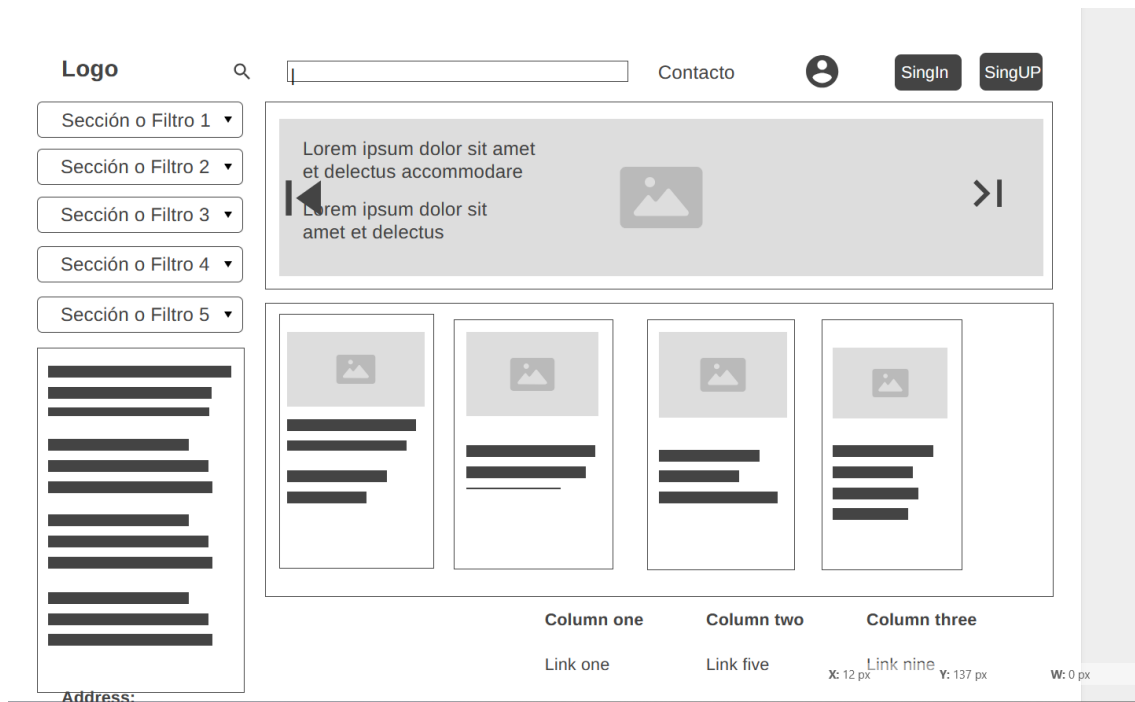 Logo
Contacto
SingIn
SingUP
Sección o Filtro 1
Sección o Filtro 2
Sección o Filtro 3
Sección o Filtro 4
Sección o Filtro 5
Lorem ipsum dolor sit amet
et delectus accommodare
Lorem ipsum dolor sit
amet et delectus
Column one
Column two
Column three
Link one
Link five
Link nine
X: 12 px
Y: 137 px
W: 0 px
Address: